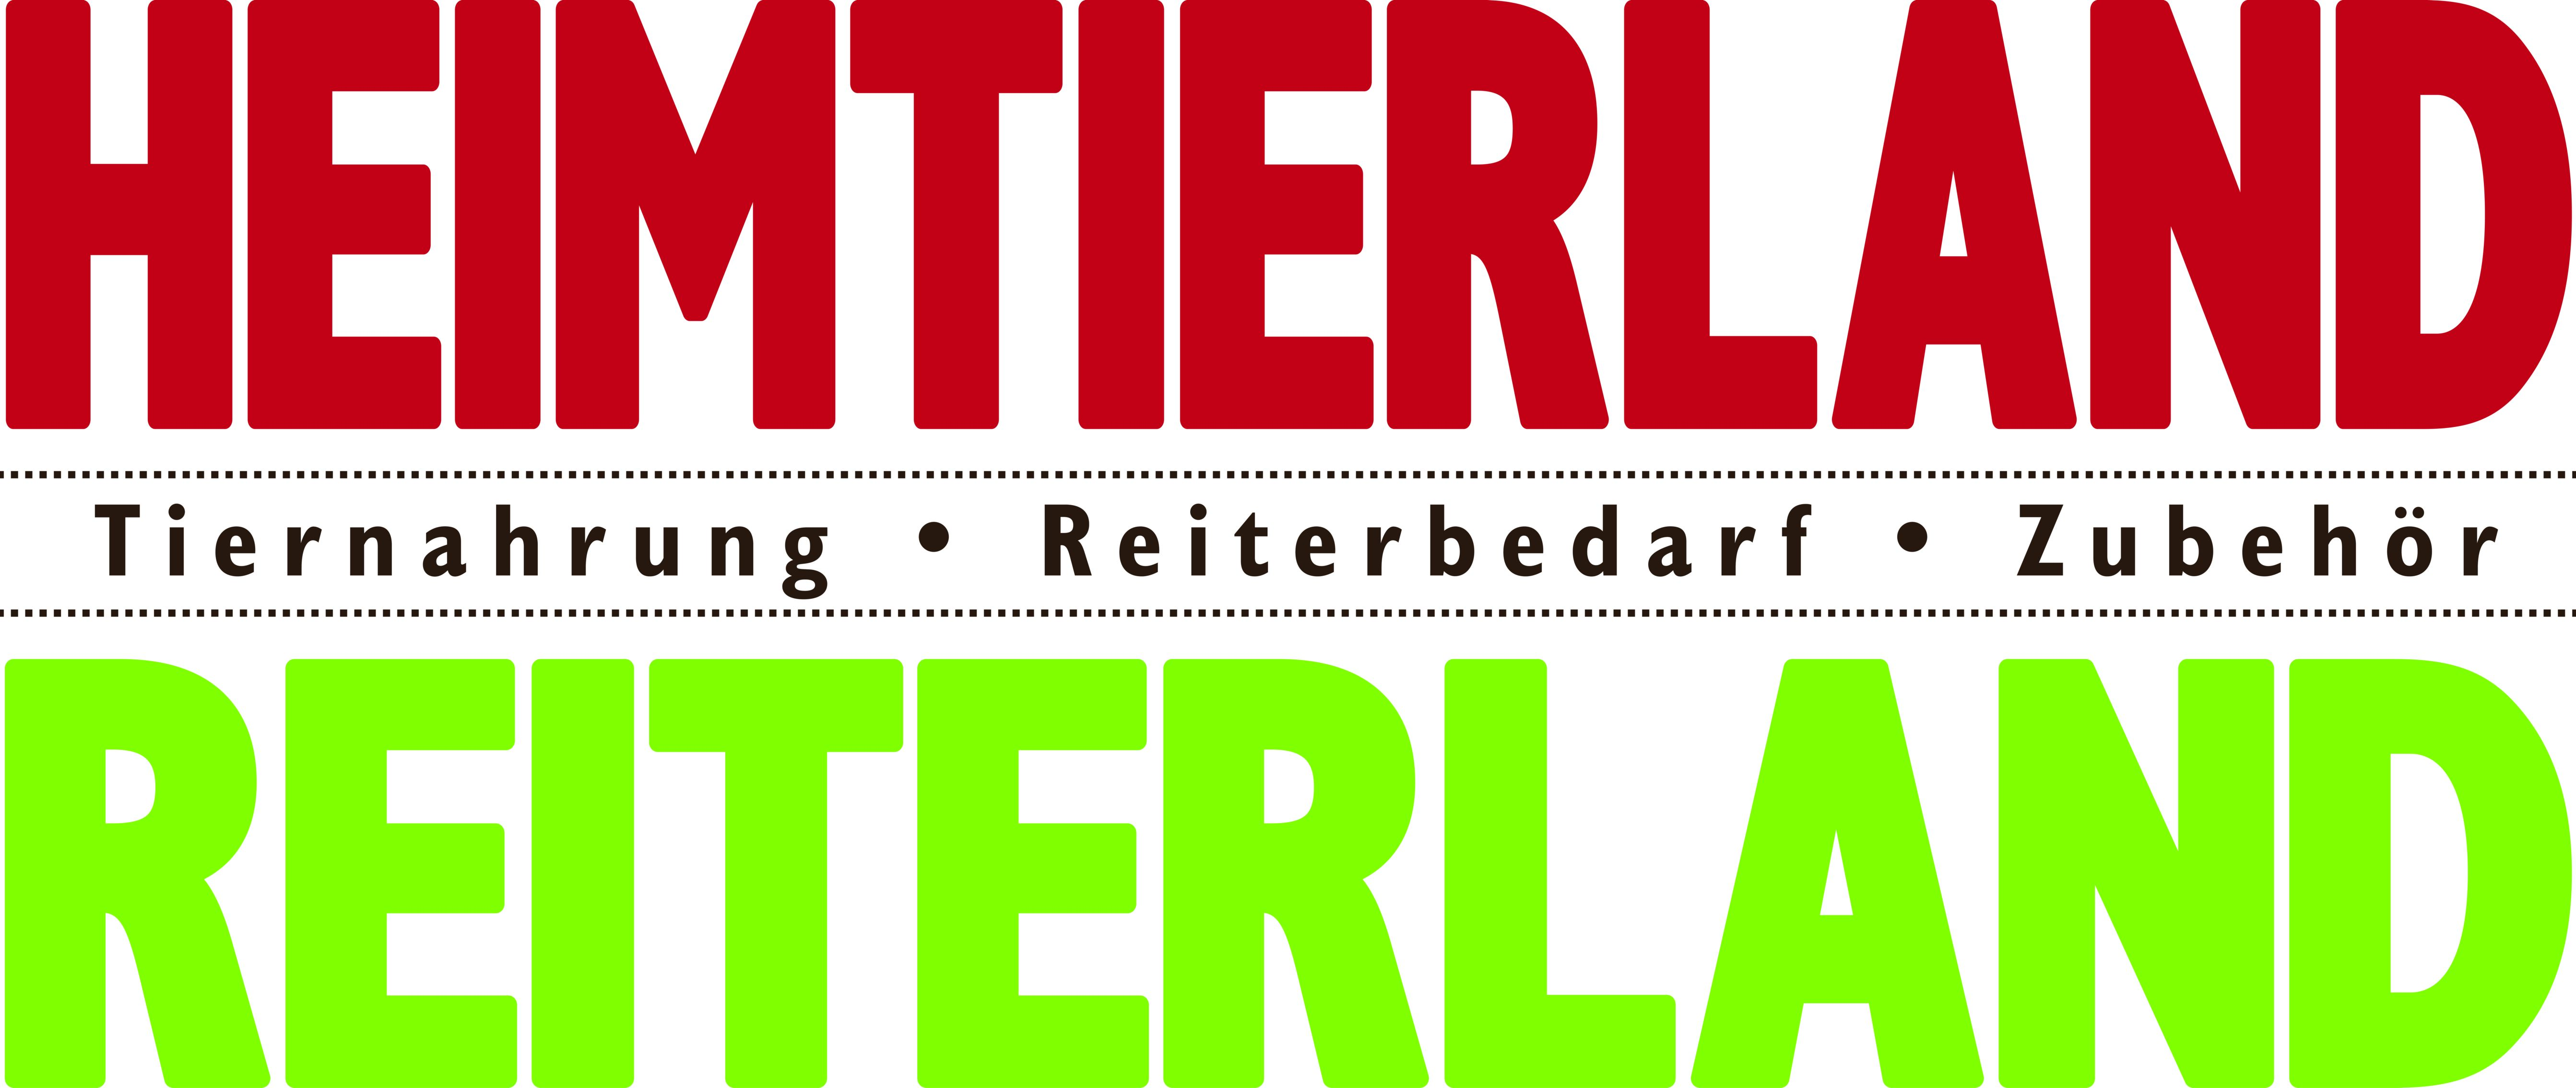 HEIMTIERLAND
Tiernahrung • Reiterbedarf • Zubehör
REITERLAND